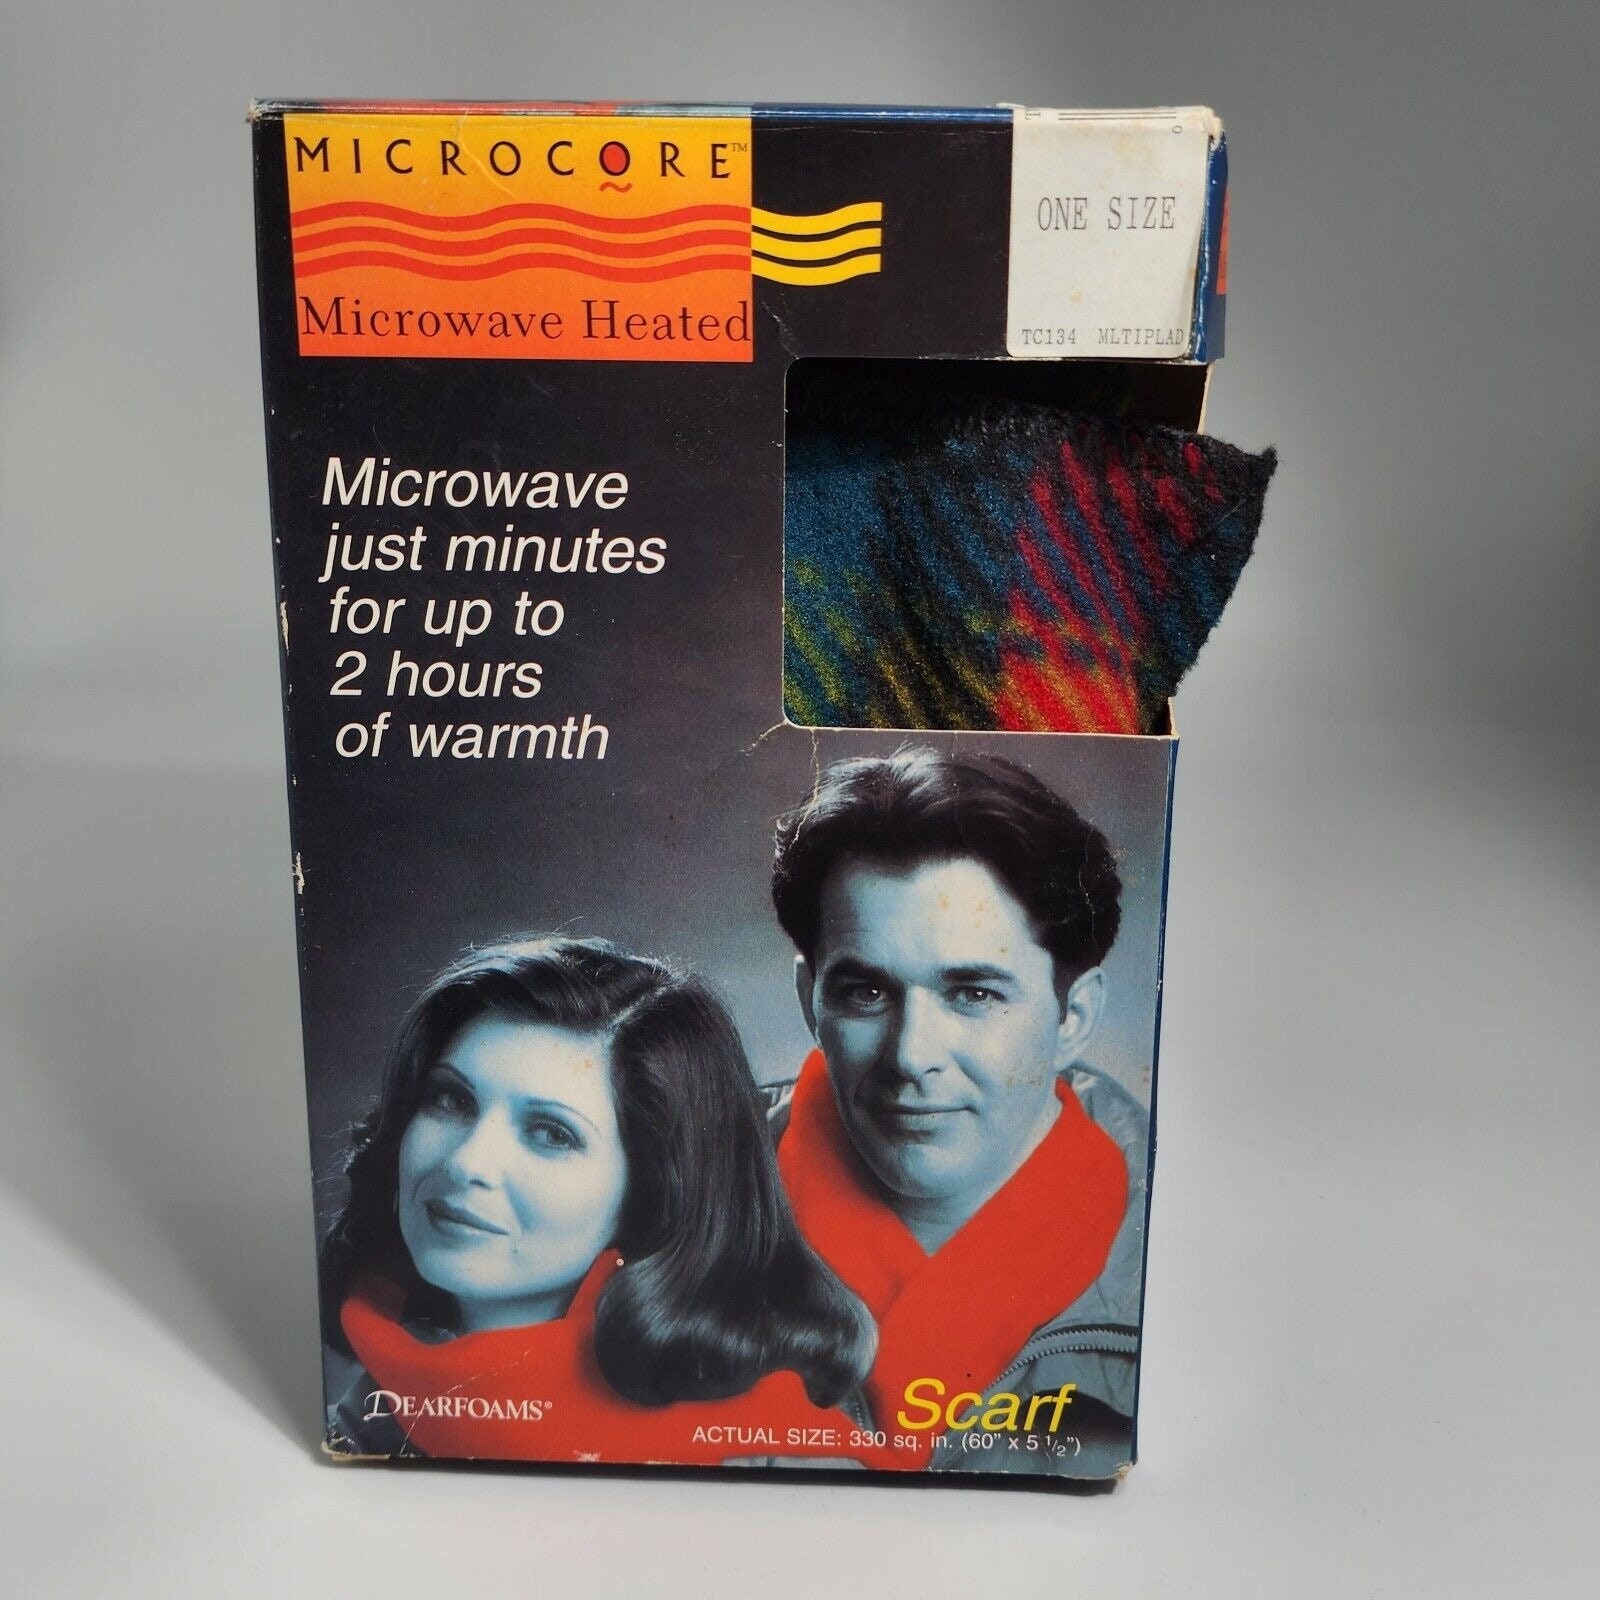 MICROCORE™
Microwave Heated
ONE SIZE
TC134 MLTIPLAD
Microwave
just minutes
for up to
2 hours
of warmth
DEARFOAMS®
Scarf
ACTUAL SIZE: 330 sq. in. (60" x 5 1/2")